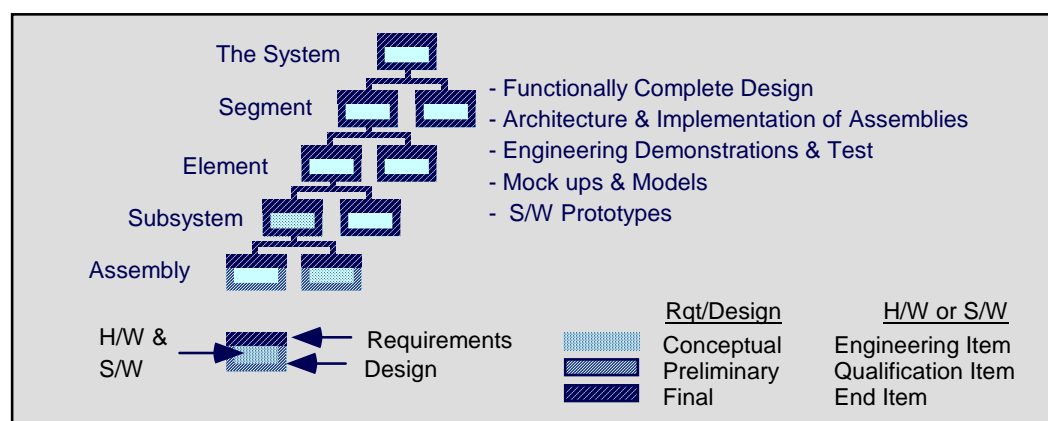 The System
Segment
Element
Subsystem
Assembly
- Functionally Complete Design
- Architecture & Implementation of Assemblies
- Engineering Demonstrations & Test
- Mock ups & Models
- S/W Prototypes
H/W &
S/W
Requirements
Design
Rqt/Design H/W or S/W
Conceptual Engineering Item
Preliminary Qualification Item
Final End Item